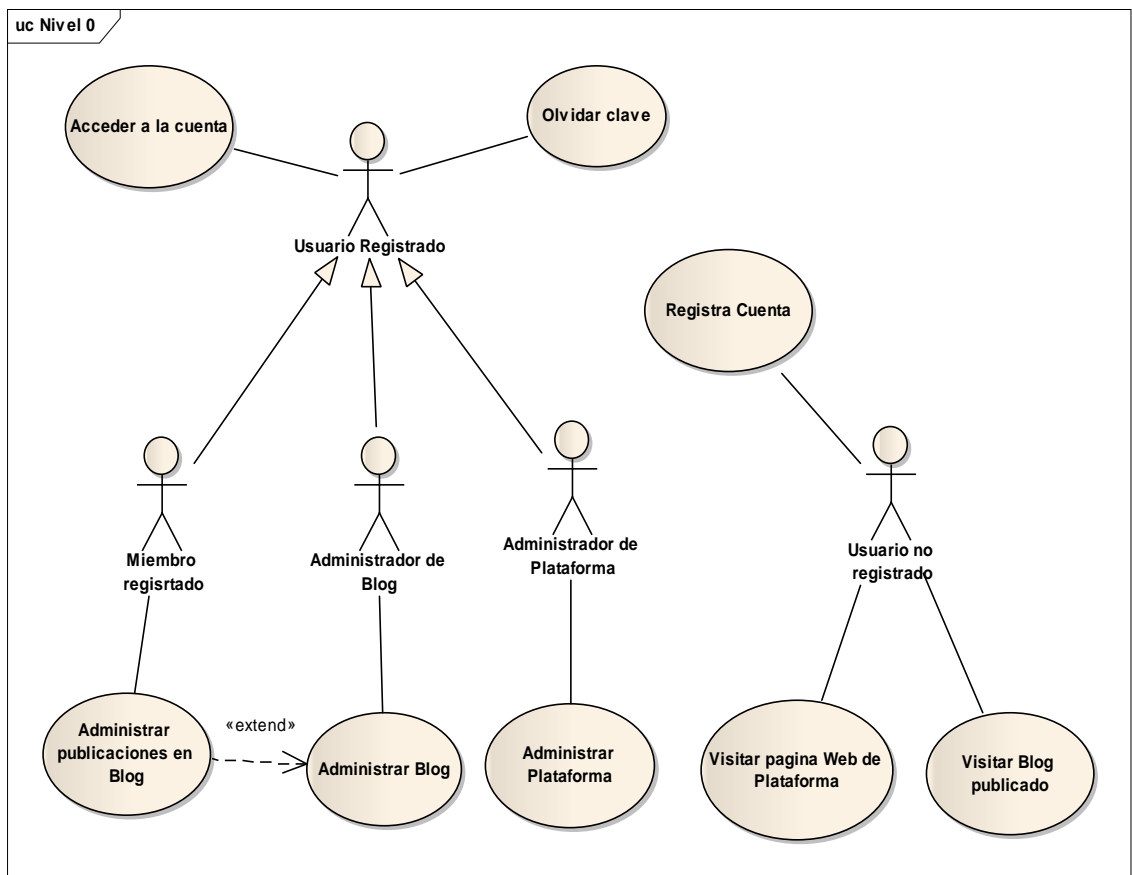 uc Nivel 0
Acceder a la cuenta
Olvidar clave
Usuario Registrado
Registra Cuenta
Miembro
regisrtado
Administrador de
Blog
Administrador de
Plataforma
Usuario no
registrado
Administrar
publicaciones en
Blog
«extend»
Administrar Blog
Administrar
Plataforma
Visitar pagina Web de
Plataforma
Visitar Blog
publicado